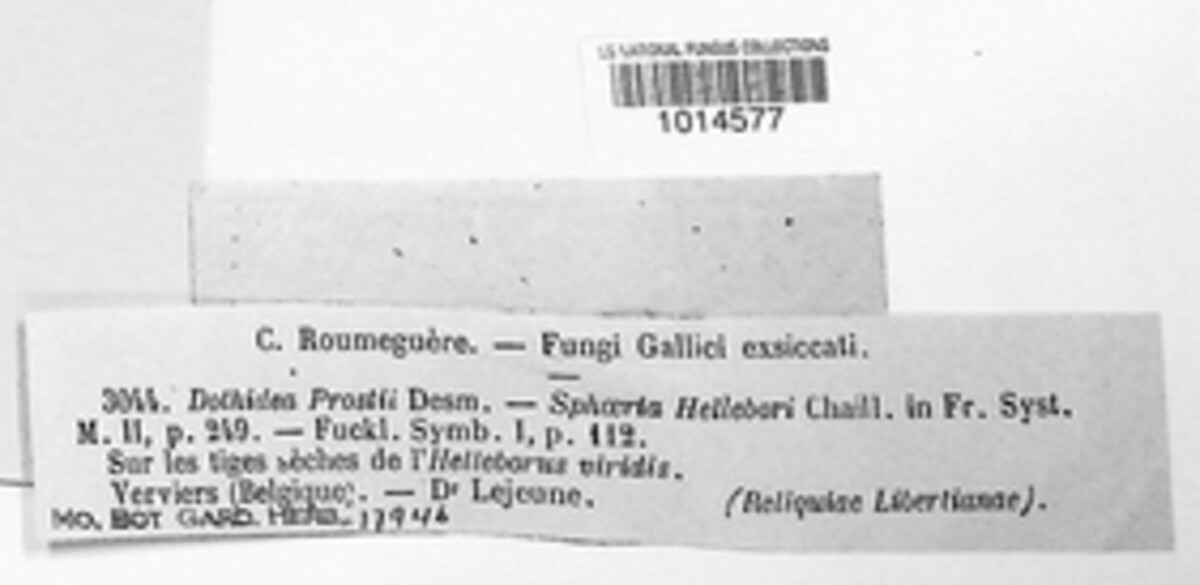 US NATIONAL FUNGUS COLLECTIONS
1014577
C. Roumeguère. — Fungi Gallici exsiccati.
3044. Dothidea Prostii Desm. — Sphœria Hellebori Chaill. in Fr. Syst.
M. II, p. 249. — Fuckl. Symb. I, p. 112.
Sur les tiges sèches de l'Helleborus viridis.
Verviers (Belgique). — Dr Lejeune. (Reliquiae Libertianae).
MO. BOT GARD. HERB. 17946